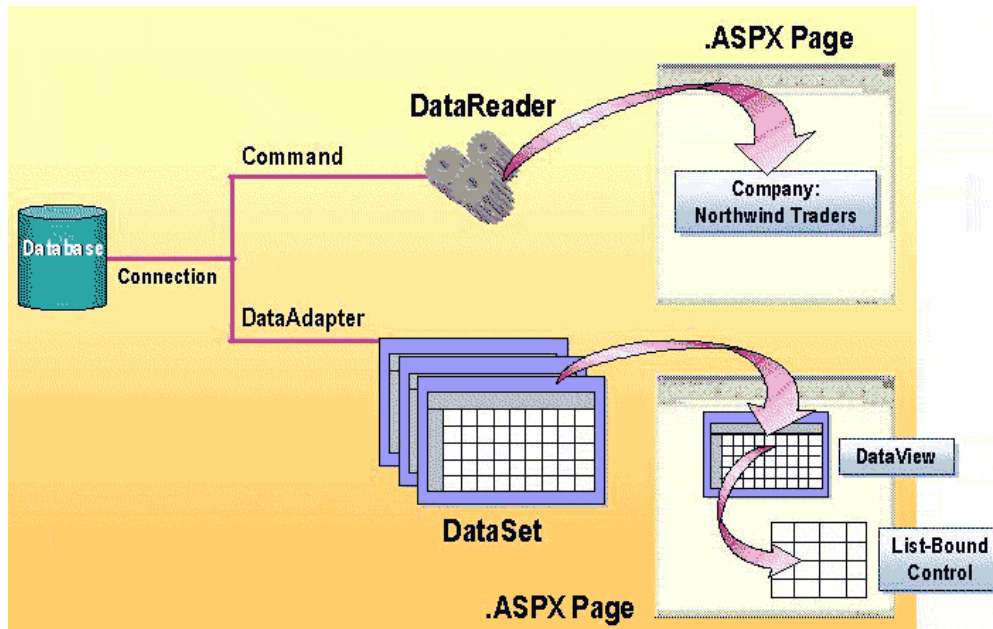 .ASPX Page
DataReader
Command
Company:
Northwind Traders
Database
Connection
DataAdapter
DataView
DataSet
List-Bound
Control
.ASPX Page